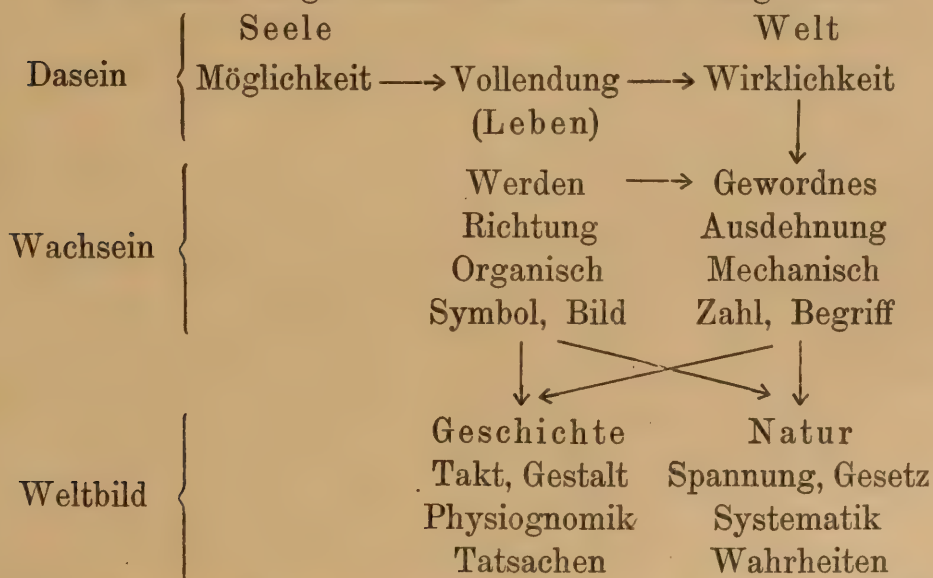 Seele Welt
Dasein Möglichkeit → Vollendung → Wirklichkeit
(Leben)
Werden → Gewordnes
Richtung Ausdehnung
Wachsein
Organisch Mechanisch
Symbol, Bild Zahl, Begriff
Geschichte Natur
Takt, Gestalt Spannung, Gesetz
Weltbild
Physiognomik Systematik
Tatsachen Wahrheiten